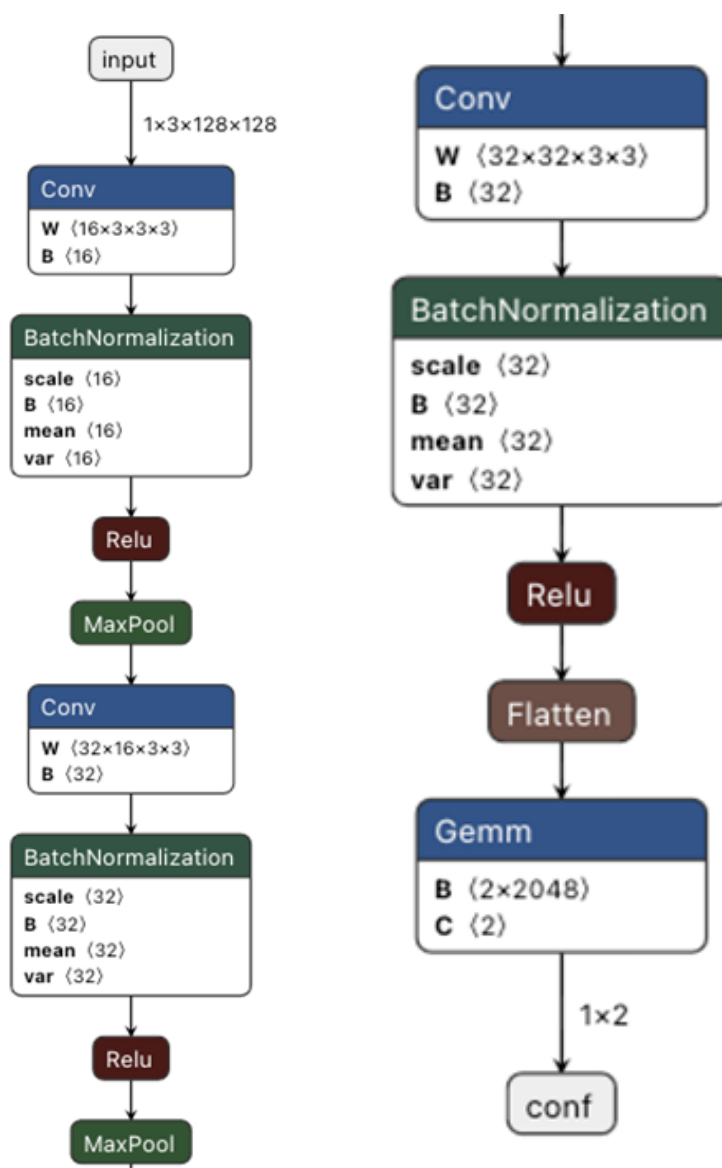 input
1×3×128×128
Conv
W ⟨16×3×3×3⟩
B ⟨16⟩
BatchNormalization
scale ⟨16⟩
B ⟨16⟩
mean ⟨16⟩
var ⟨16⟩
Relu
MaxPool
Conv
W ⟨32×16×3×3⟩
B ⟨32⟩
BatchNormalization
scale ⟨32⟩
B ⟨32⟩
mean ⟨32⟩
var ⟨32⟩
Relu
MaxPool
Conv
W ⟨32×32×3×3⟩
B ⟨32⟩
BatchNormalization
scale ⟨32⟩
B ⟨32⟩
mean ⟨32⟩
var ⟨32⟩
Relu
Flatten
Gemm
B ⟨2×2048⟩
C ⟨2⟩
1×2
conf